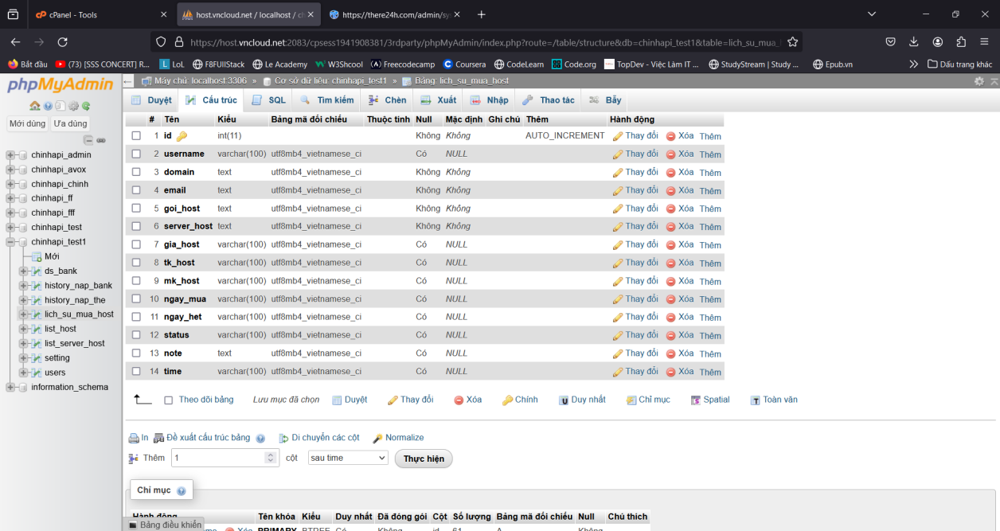 cPanel - Tools
host.vncloud.net / localhost / ch
https://there24h.com/admin/sy
https://host.vncloud.net:2083/cpsess1941908381/3rdparty/phpMyAdmin/index.php?route=/table/structure&db=chinhapi_test1&table=lich_su_mua_
Bắt đầu (73) [SSS CONCERT] R... LoL F8FUllStack Le Academy W3Shcool Freecodecamp Coursera CodeLearn Code.org TopDev - Việc Làm IT ... StudyStream | Study ... Epub.vn Dấu trang khác
phpMyAdmin
Mới dùng Ưa dùng
chinhapi_admin
chinhapi_avox
chinhapi_chinh
chinhapi_ff
chinhapi_fff
chinhapi_test
chinhapi_test1
Mới
ds_bank
history_nap_bank
history_nap_the
lich_su_mua_host
list_host
list_server_host
setting
users
information_schema
Máy chủ: localhost:3306 » Cơ sở dữ liệu: chinhapi_test1 » Bảng: lich_su_mua_host
Duyệt Cấu trúc SQL Tìm kiếm Chèn Xuất Nhập Thao tác Bẫy
# Tên Kiểu Bảng mã đối chiếu Thuộc tính Null Mặc định Ghi chú Thêm Hành động
1 id int(11) Không Không AUTO_INCREMENT Thay đổi Xóa Thêm
2 username varchar(100) utf8mb4_vietnamese_ci Có NULL Thay đổi Xóa Thêm
3 domain text utf8mb4_vietnamese_ci Không Không Thay đổi Xóa Thêm
4 email text utf8mb4_vietnamese_ci Không Không Thay đổi Xóa Thêm
5 goi_host text utf8mb4_vietnamese_ci Không Không Thay đổi Xóa Thêm
6 server_host text utf8mb4_vietnamese_ci Không Không Thay đổi Xóa Thêm
7 gia_host varchar(100) utf8mb4_vietnamese_ci Có NULL Thay đổi Xóa Thêm
8 tk_host varchar(100) utf8mb4_vietnamese_ci Có NULL Thay đổi Xóa Thêm
9 mk_host varchar(100) utf8mb4_vietnamese_ci Có NULL Thay đổi Xóa Thêm
10 ngay_mua varchar(100) utf8mb4_vietnamese_ci Có NULL Thay đổi Xóa Thêm
11 ngay_het varchar(100) utf8mb4_vietnamese_ci Có NULL Thay đổi Xóa Thêm
12 status varchar(100) utf8mb4_vietnamese_ci Có NULL Thay đổi Xóa Thêm
13 note text utf8mb4_vietnamese_ci Có NULL Thay đổi Xóa Thêm
14 time varchar(100) utf8mb4_vietnamese_ci Có NULL Thay đổi Xóa Thêm
Theo dõi bảng Lưu mục đã chọn Duyệt Thay đổi Xóa Chính Duy nhất Chỉ mục Spatial Toàn văn
In Đề xuất cấu trúc bảng Di chuyển các cột Normalize
Thêm 1 cột sau time Thực hiện
Chỉ mục
Hành động Tên khóa Kiểu Duy nhất Đã đóng gói Cột Số lượng Bảng mã đối chiếu Null Chú thích
Bảng điều khiển
Xóa PRIMARY BTREE Có Không id 61 A Không